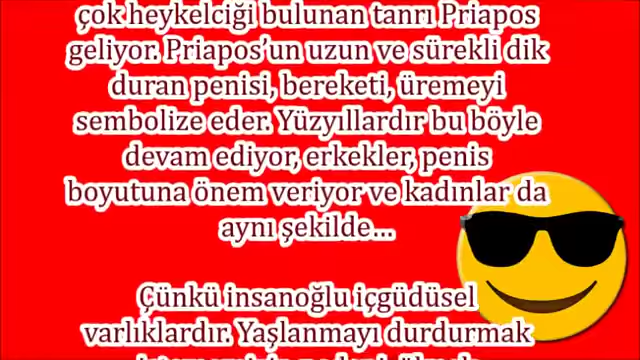 çok heykelciği bulunan tanrı Priapos
geliyor. Priapos’un uzun ve sürekli dik
duran penisi, bereketi, üremeyi
sembolize eder. Yüzyıllardır bu böyle
devam ediyor, erkekler, penis
boyutuna önem veriyor ve kadınlar da
aynı şekilde...
Çünkü insanoğlu içgüdüsel
varlıklardır. Yaşlanmayı durdurmak